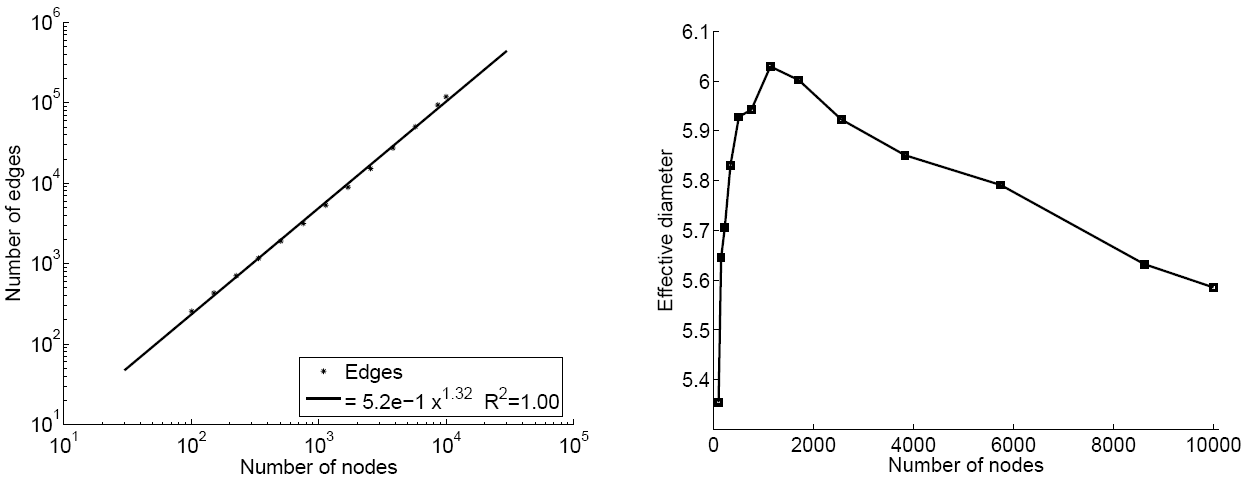 10^6
10^5
10^4
10^3
10^2
10^1
Number of edges
Edges
= 5.2e−1 x^1.32 R^2=1.00
10^1 10^2 10^3 10^4 10^5
Number of nodes
6.1
6
5.9
5.8
5.7
5.6
5.5
5.4
Effective diameter
0 2000 4000 6000 8000 10000
Number of nodes